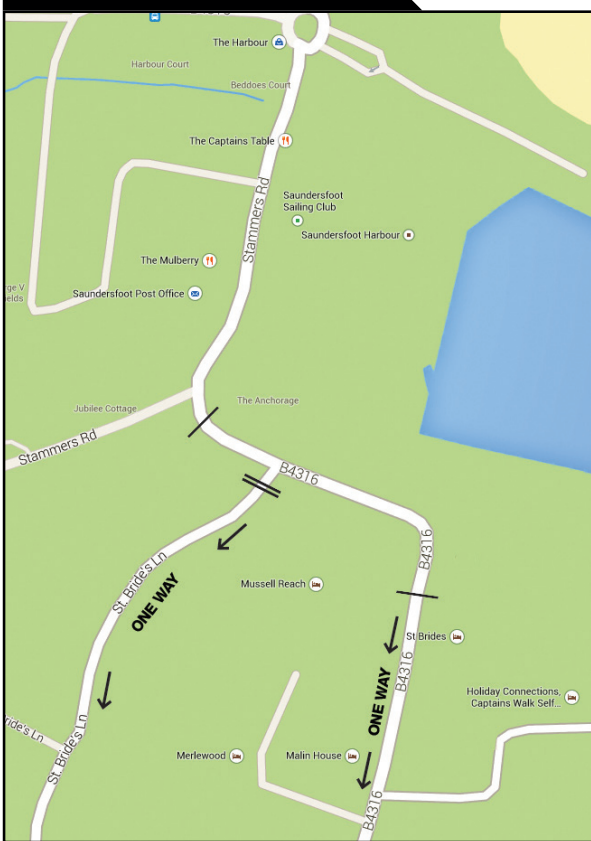 The Harbour
Harbour Court
Beddoes Court
The Captains Table
Stammers Rd
Saundersfoot
Sailing Club
Saundersfoot Harbour
The Mulberry
Saundersfoot Post Office
The Anchorage
Jubilee Cottage
Stammers Rd
B4316
B4316
St. Bride's Ln
ONE WAY
Mussell Reach
St Brides
B4316
ONE WAY
Holiday Connections,
Captains Walk Self...
St. Bride's Ln
Merlewood
Malin House
B4316